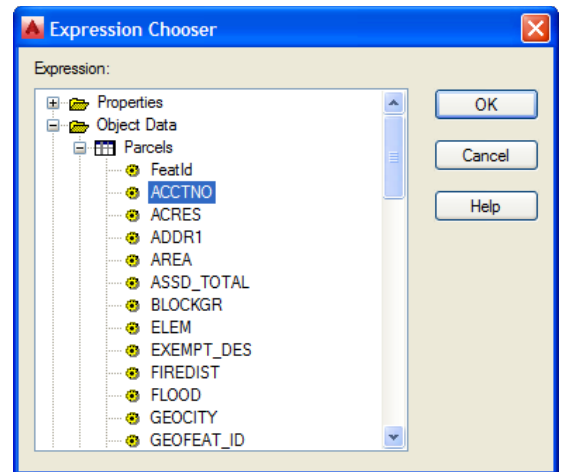 Expression Chooser
Expression:
Properties
Object Data
Parcels
FeatId
ACCTNO
ACRES
ADDR1
AREA
ASSD_TOTAL
BLOCKGR
ELEM
EXEMPT_DES
FIREDIST
FLOOD
GEOCITY
GEOFEAT_ID
OK
Cancel
Help